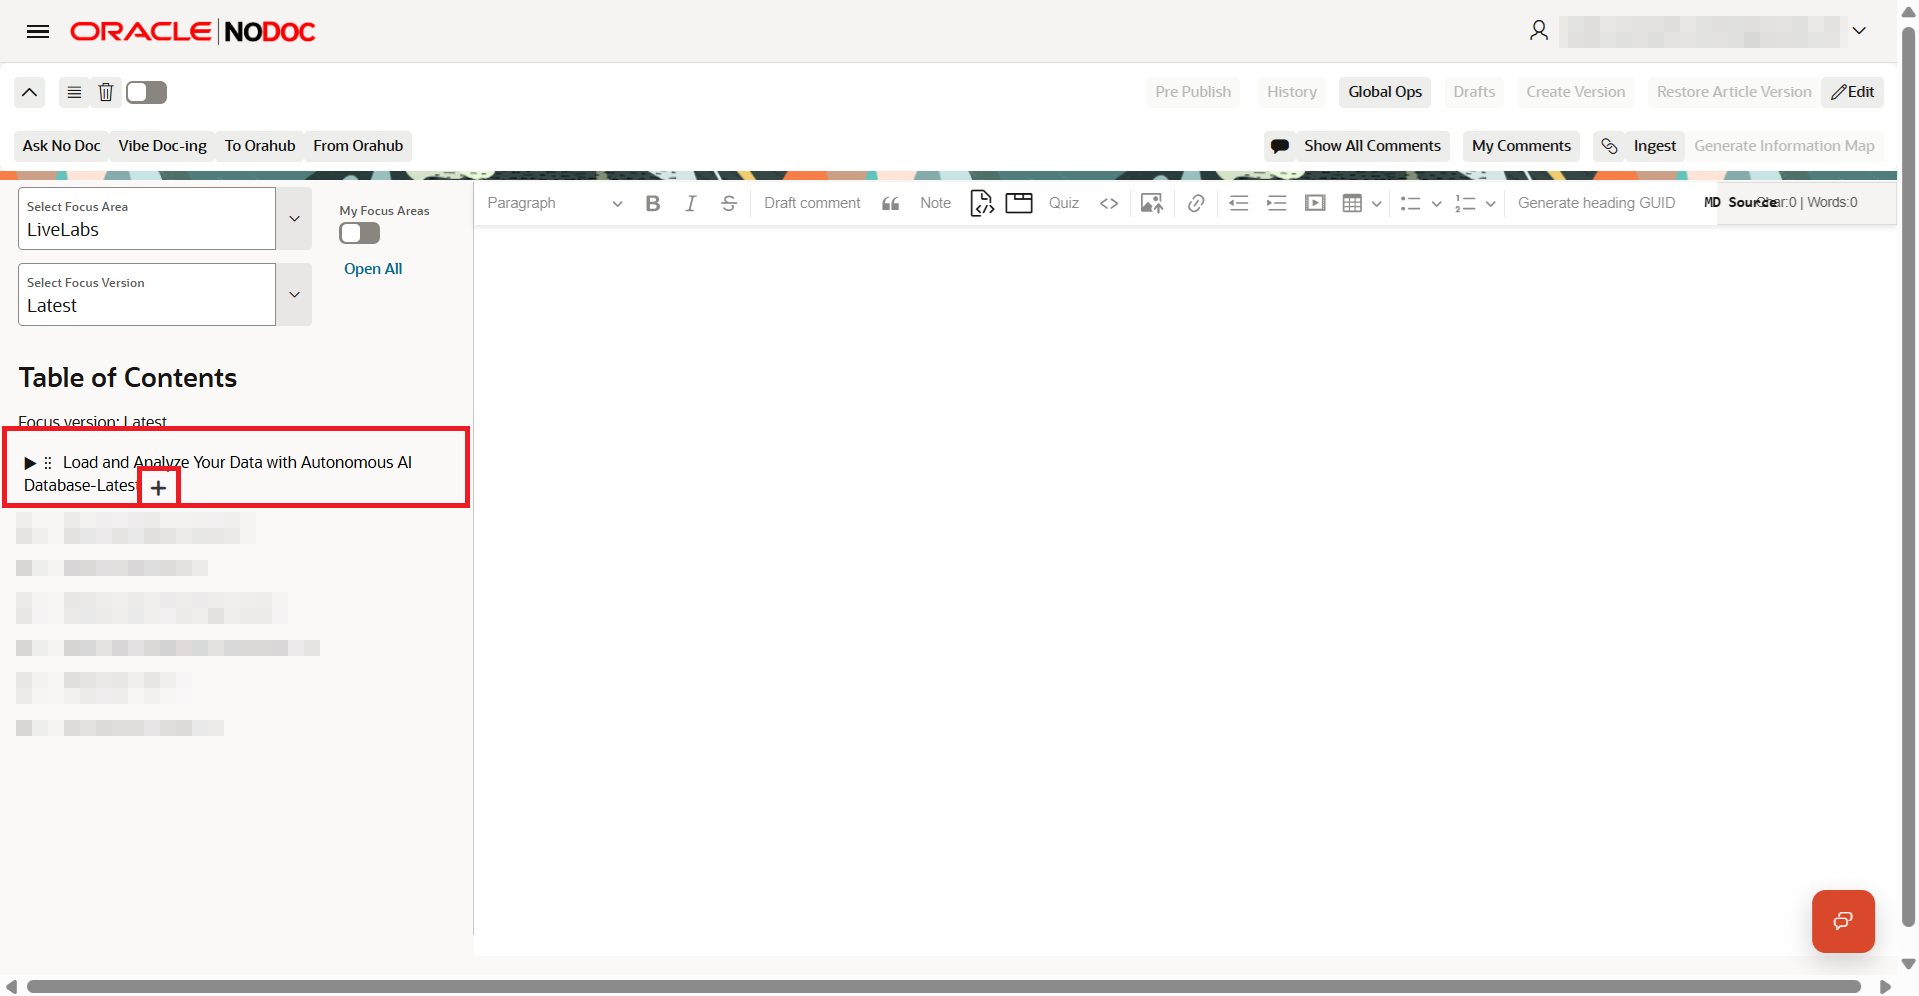 ORACLE | NODOC
Pre Publish History Global Ops Drafts Create Version Restore Article Version Edit
Ask No Doc Vibe Doc-ing To Orahub From Orahub Show All Comments My Comments Ingest Generate Information Map
Select Focus Area
LiveLabs
My Focus Areas
Open All
Select Focus Version
Latest
Paragraph B I S Draft comment Note Quiz Generate heading GUID MD Source Char:0 | Words:0
Table of Contents
Focus version: Latest
Load and Analyze Your Data with Autonomous AI
Database-Latest